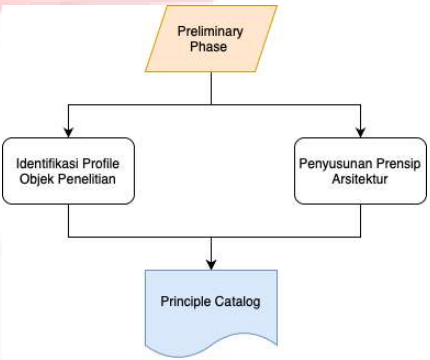 Preliminary
Phase
Identifikasi Profile
Objek Penelitian
Penyusunan Prensip
Arsitektur
Principle Catalog